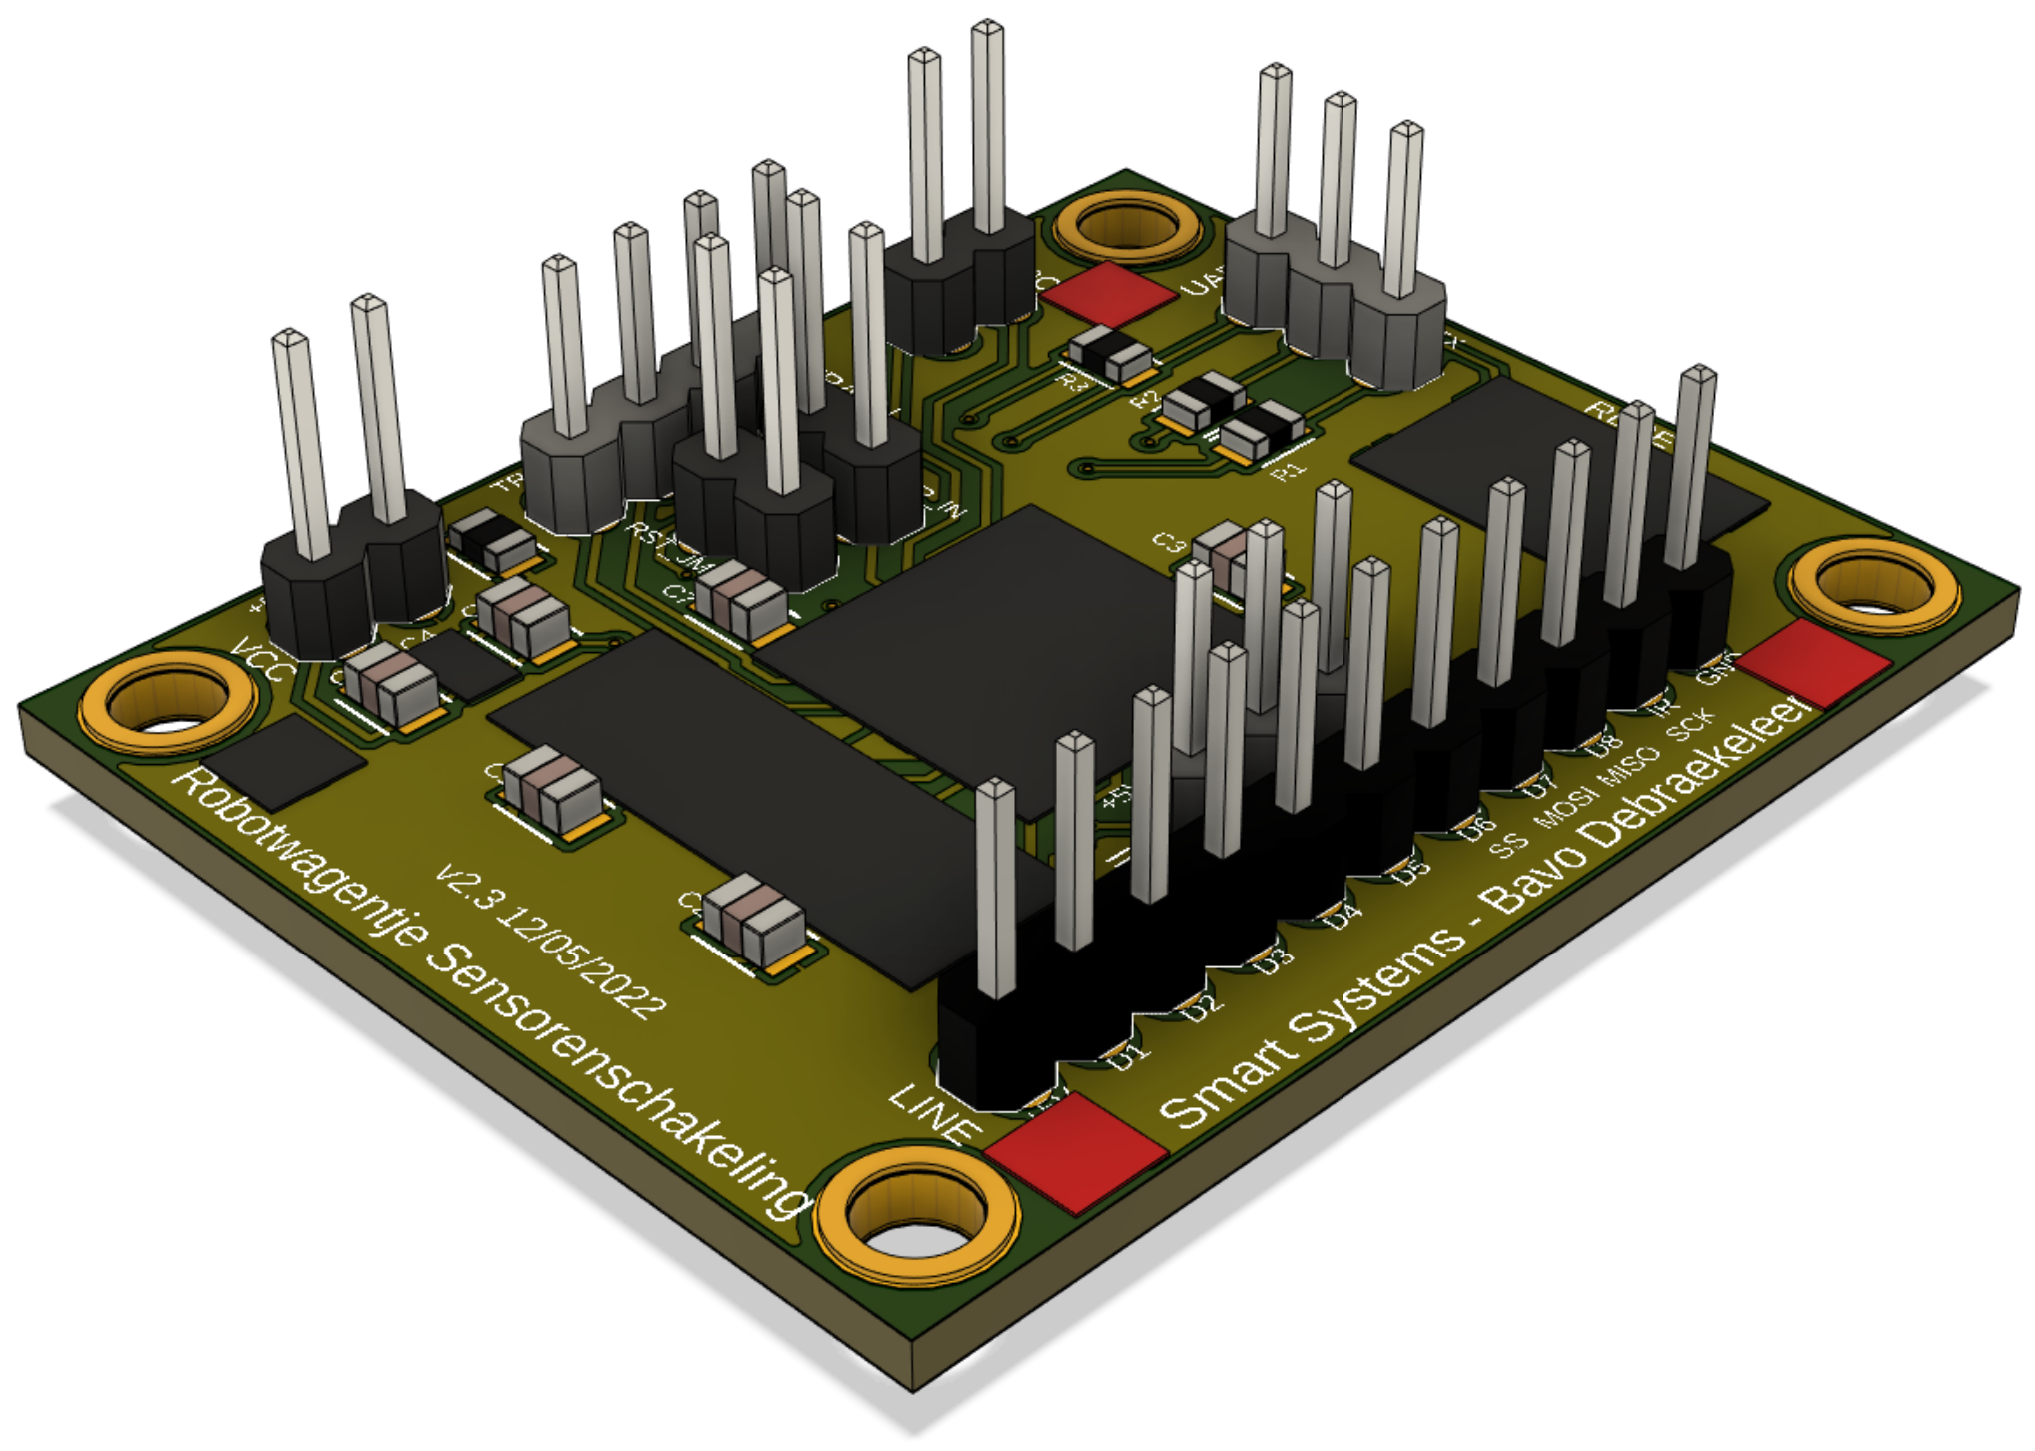 R3
R2
R1
C3
VCC
Robotwagentje Sensorenschakeling
v2.3 12/05/2022
LINE
D1
D2
D3
D4
D5
D6
D7
D8
IR
GND
SS MOSI MISO SCK
Smart Systems - Bavo Debraekeleer